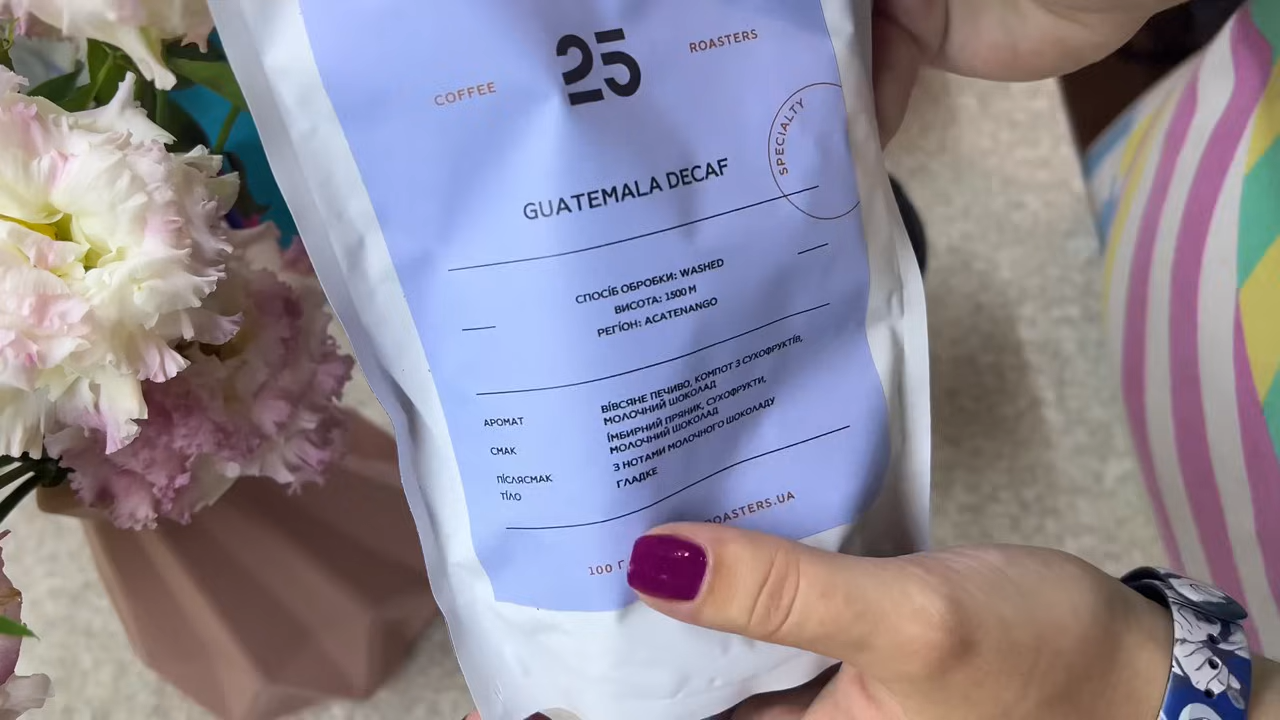 COFFEE
25
ROASTERS
SPECIALTY
GUATEMALA DECAF
СПОСІБ ОБРОБКИ: WASHED
ВИСОТА: 1500 М
РЕГІОН: ACATENANGO
АРОМАТ
ВІВСЯНЕ ПЕЧИВО, КОМПОТ З СУХОФРУКТІВ,
МОЛОЧНИЙ ШОКОЛАД
СМАК
ІМБИРНИЙ ПРЯНИК, СУХОФРУКТИ,
МОЛОЧНИЙ ШОКОЛАД
ПІСЛЯСМАК
З НОТАМИ МОЛОЧНОГО ШОКОЛАДУ
ТІЛО
ГЛАДКЕ
ROASTERS.UA
100 Г